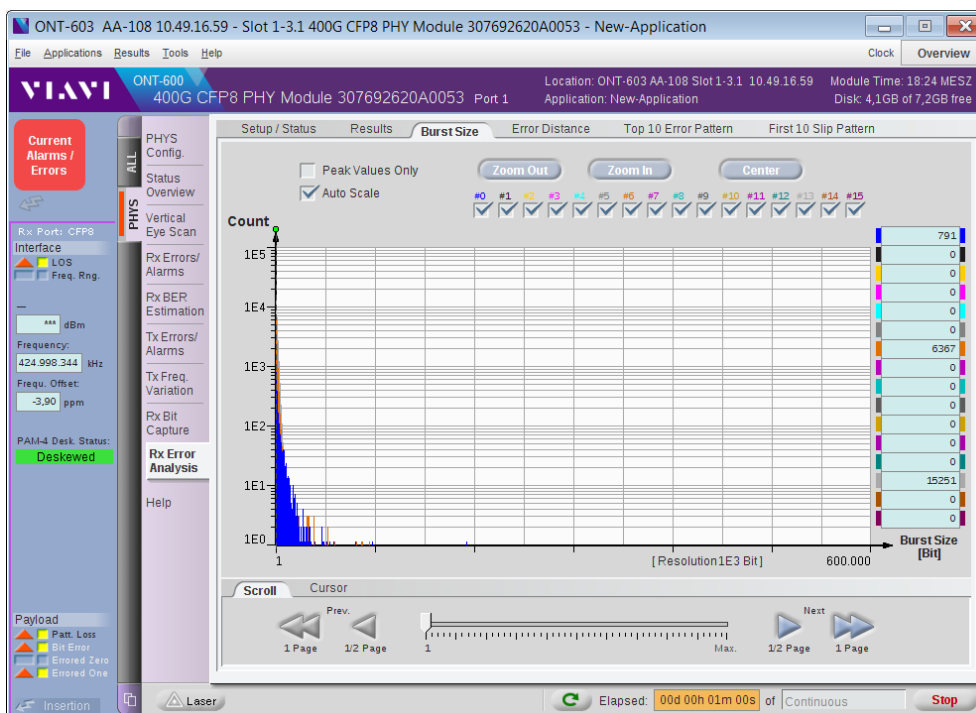 ONT-603 AA-108 10.49.16.59 - Slot 1-3.1 400G CFP8 PHY Module 307692620A0053 - New-Application
File Applications Results Tools Help
Clock Overview
VIAVI
ONT-600
400G CFP8 PHY Module 307692620A0053 Port 1
Location: ONT-603 AA-108 Slot 1-3.1 10.49.16.59
Application: New-Application
Module Time: 18:24 MESZ
Disk: 4,1GB of 7,2GB free
Current
Alarms /
Errors
Rx Port: CFP8
Interface
LOS
Freq. Rng.
---
*** dBm
Frequency:
424.998.344 kHz
Frequ. Offset:
-3,90 ppm
PAM-4 Desk. Status:
Deskewed
Payload
Patt. Loss
Bit Error
Errored Zero
Errored One
Insertion
ALL
PHYS
PHYS
Config.
Status
Overview
Vertical
Eye Scan
Rx Errors/
Alarms
Rx BER
Estimation
Tx Errors/
Alarms
Tx Freq.
Variation
Rx Bit
Capture
Rx Error
Analysis
Help
Setup / Status Results Burst Size Error Distance Top 10 Error Pattern First 10 Slip Pattern
Peak Values Only
Auto Scale
Zoom Out Zoom In Center
#0 #1 #2 #3 #4 #5 #6 #7 #8 #9 #10 #11 #12 #13 #14 #15
Count
1E5
1E4
1E3
1E2
1E1
1E0
1 [ Resolution 1E3 Bit ] 600.000
Burst Size
[Bit]
791
0
0
0
0
0
6367
0
0
0
0
0
0
15251
0
0
Scroll Cursor
Prev. Next
1 Page 1/2 Page 1 Max. 1/2 Page 1 Page
Laser
Elapsed: 00d 00h 01m 00s of Continuous Stop